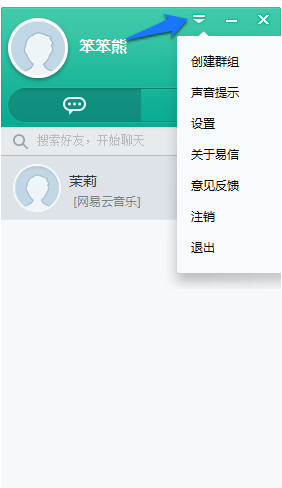 笨笨熊
搜索好友，开始聊天
茉莉
[网易云音乐]
创建群组
声音提示
设置
关于易信
意见反馈
注销
退出